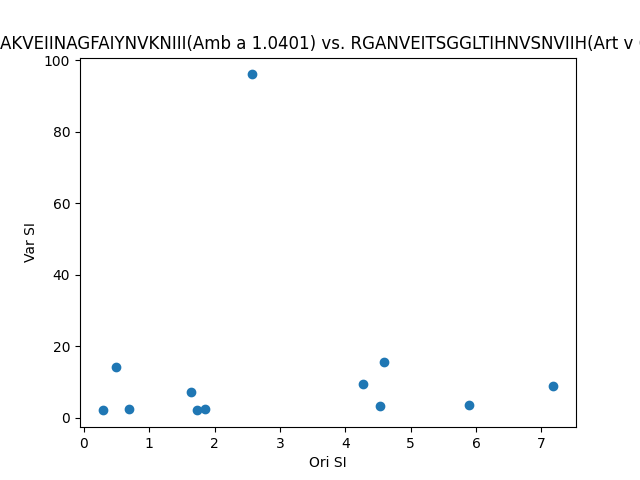 AKVEIINAGFAIYNVKNIII(Amb a 1.0401) vs. RGANVEITSGGLTIHNVSNVIIH(Art v
100
80
60
40
20
0
Var SI
0 1 2 3 4 5 6 7
Ori SI